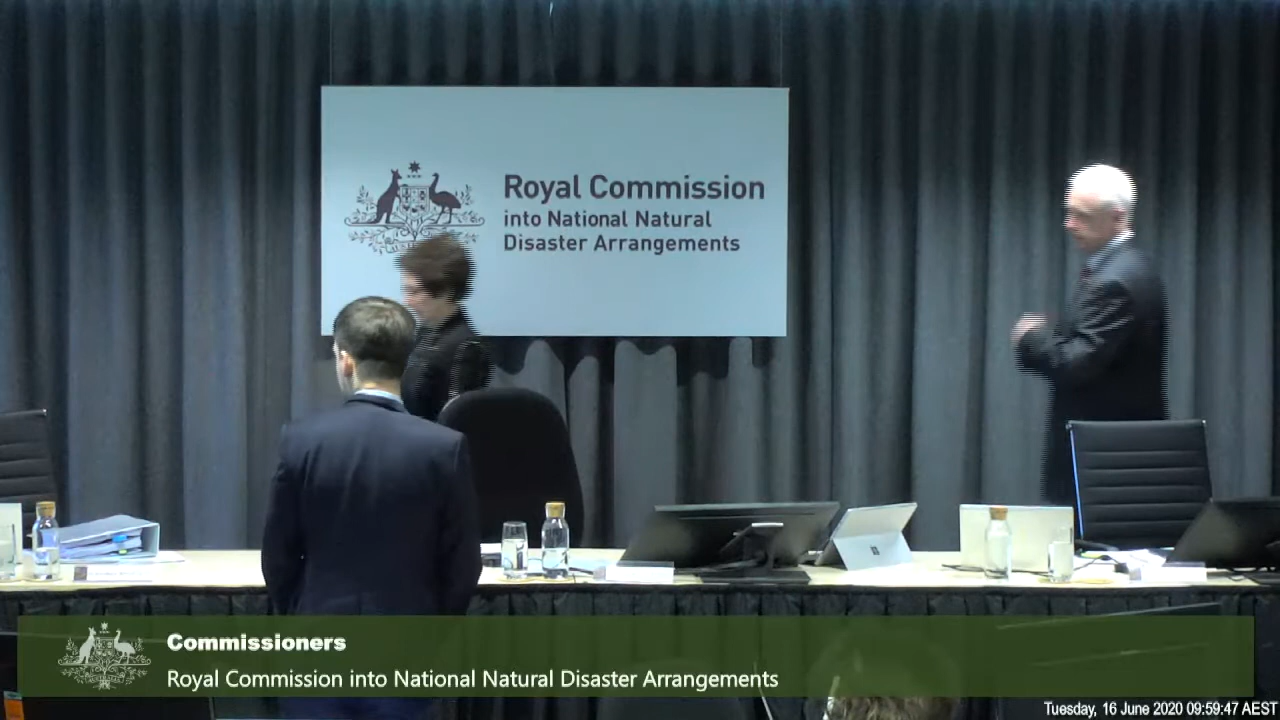 Royal Commission
into National Natural
Disaster Arrangements
Commissioners
Royal Commission into National Natural Disaster Arrangements
Tuesday, 16 June 2020 09:59:47 AEST